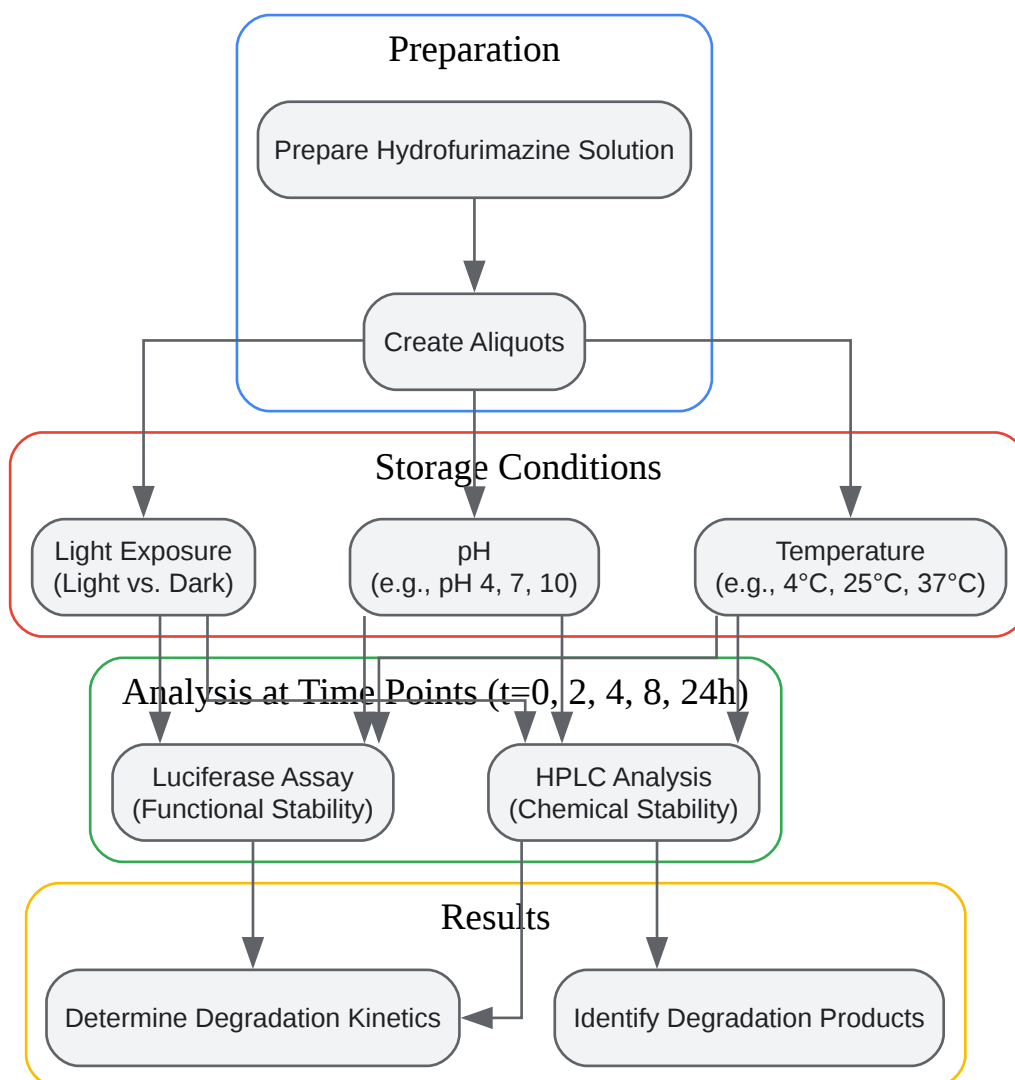 Preparation
Prepare Hydrofurimazine Solution
Create Aliquots
Storage Conditions
Light Exposure
(Light vs. Dark)
pH
(e.g., pH 4, 7, 10)
Temperature
(e.g., 4°C, 25°C, 37°C)
Analysis at Time Points (t=0, 2, 4, 8, 24h)
Luciferase Assay
(Functional Stability)
HPLC Analysis
(Chemical Stability)
Results
Determine Degradation Kinetics
Identify Degradation Products